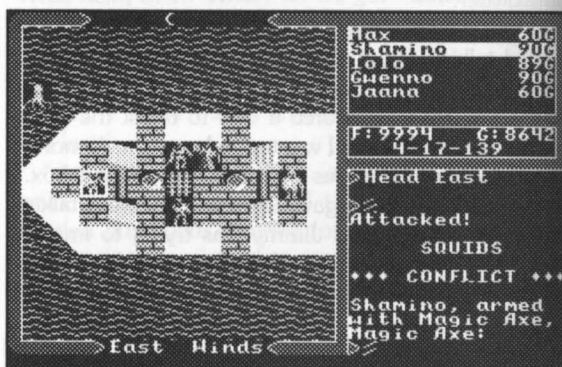 Max 60G
Shamino 90G
Iolo 89G
Gwenno 90G
Jaana 60G
F:9994 G:8642
4-17-139
Head East
Attacked!
SQUIDS
CONFLICT
Shamino, armed
with Magic Axe,
Magic Axe:
East Winds